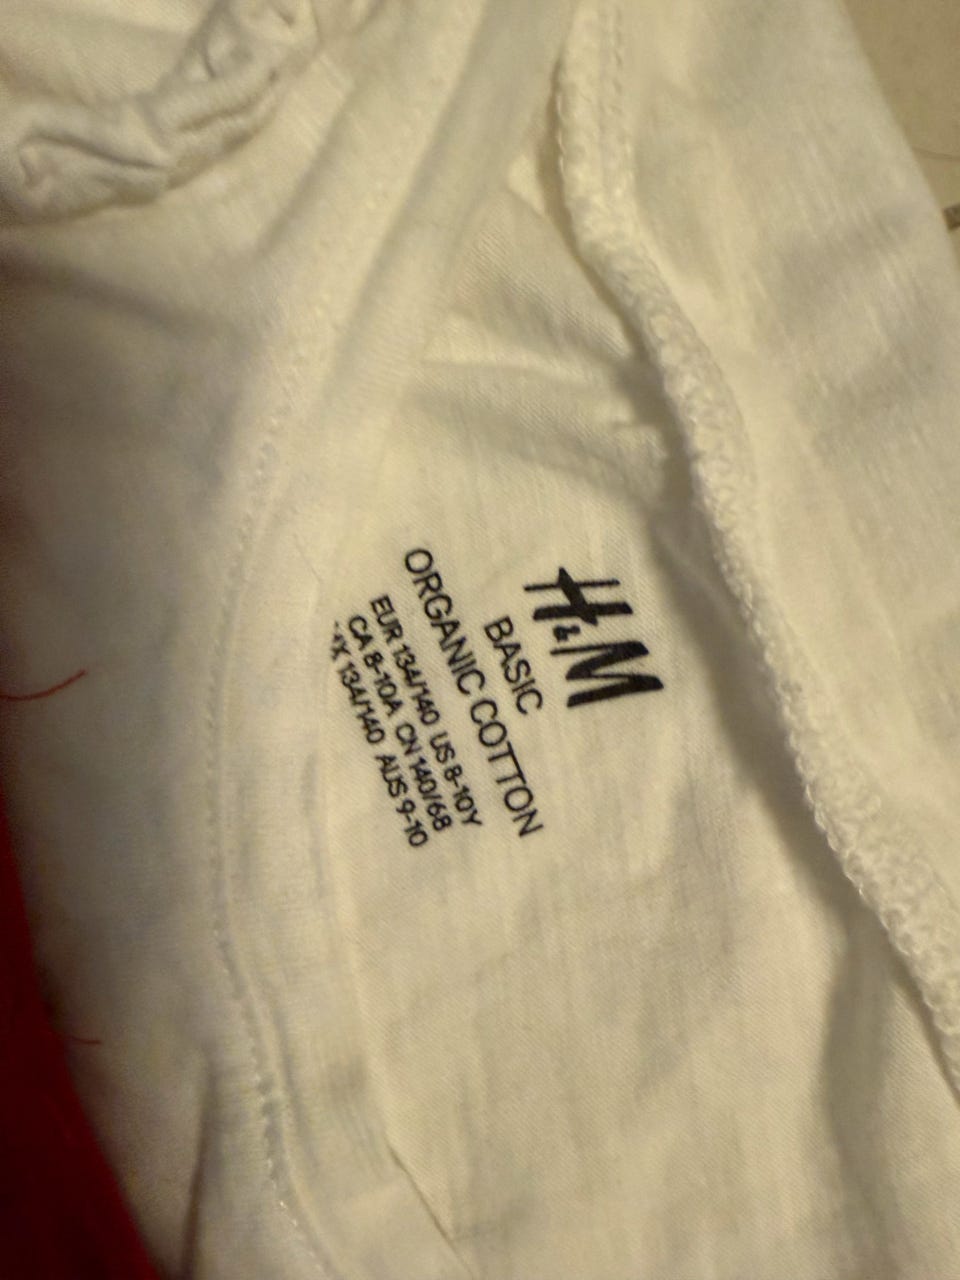 H&M
BASIC
ORGANIC COTTON
EUR 134/140 US 8-10Y
CA 8-10A CN 140/68
MX 134/140 AUS 9-10